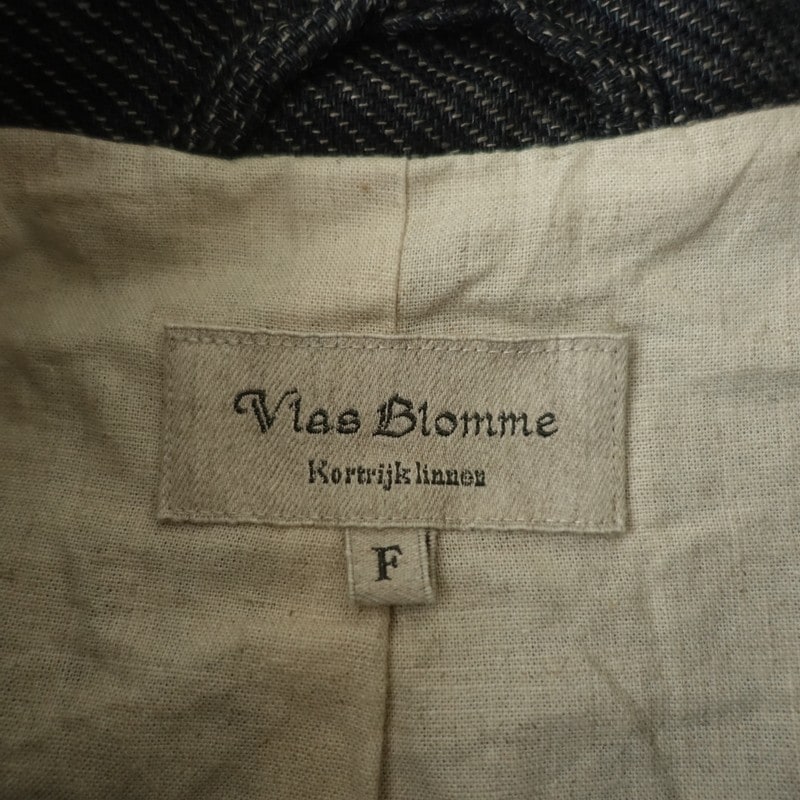 Vlas Blomme
Kortrijk linnen
F